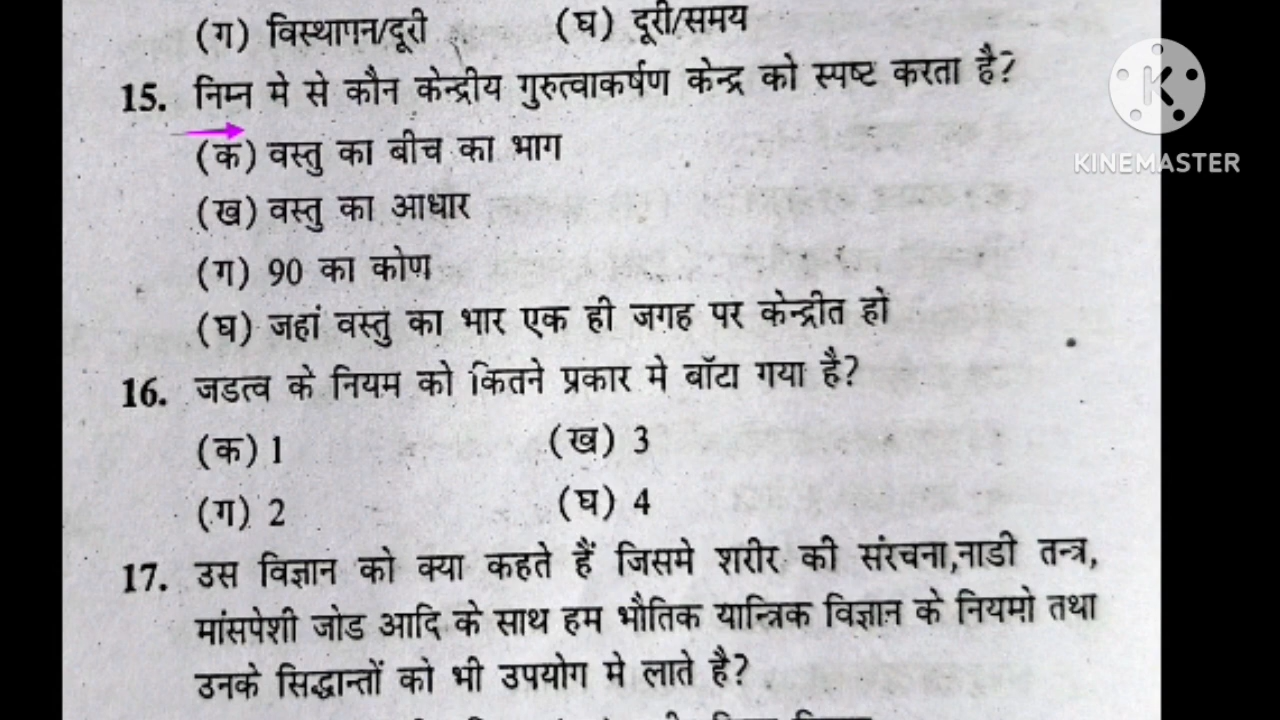 (ग) विस्थापन/दूरी (घ) दूरी/समय
15. निम्न मे से कौन केन्द्रीय गुरुत्वाकर्षण केन्द्र को स्पष्ट करता है?
K
KINEMASTER
(क) वस्तु का बीच का भाग
(ख) वस्तु का आधार
(ग) 90 का कोण
(घ) जहां वस्तु का भार एक ही जगह पर केन्द्रीत हो
16. जडत्व के नियम को कितने प्रकार मे बॉटा गया है?
(क) 1 (ख) 3
(ग) 2 (घ) 4
17. उस विज्ञान को क्या कहते हैं जिसमे शरीर की संरचना,नाडी तन्त्र,
मांसपेशी जोड आदि के साथ हम भौतिक यान्त्रिक विज्ञान के नियमो तथा
उनके सिद्धान्तों को भी उपयोग मे लाते है?